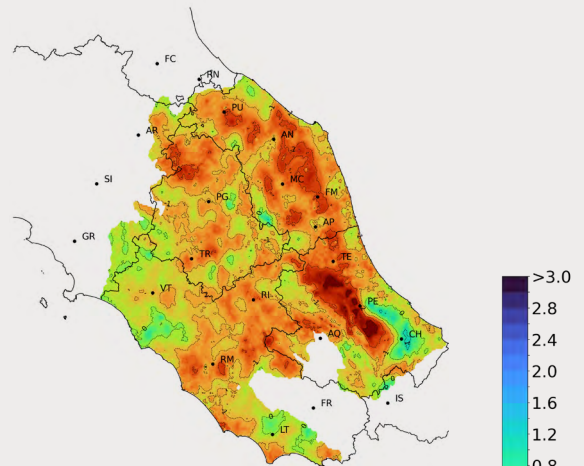 FC
RN
PU
AR
AN
SI
MC
PG
FM
AP
GR
TR
TE
VT
RI
PE
AQ
CH
RM
FR
IS
LT
>3.0
2.8
2.4
2.0
1.6
1.2
0.8